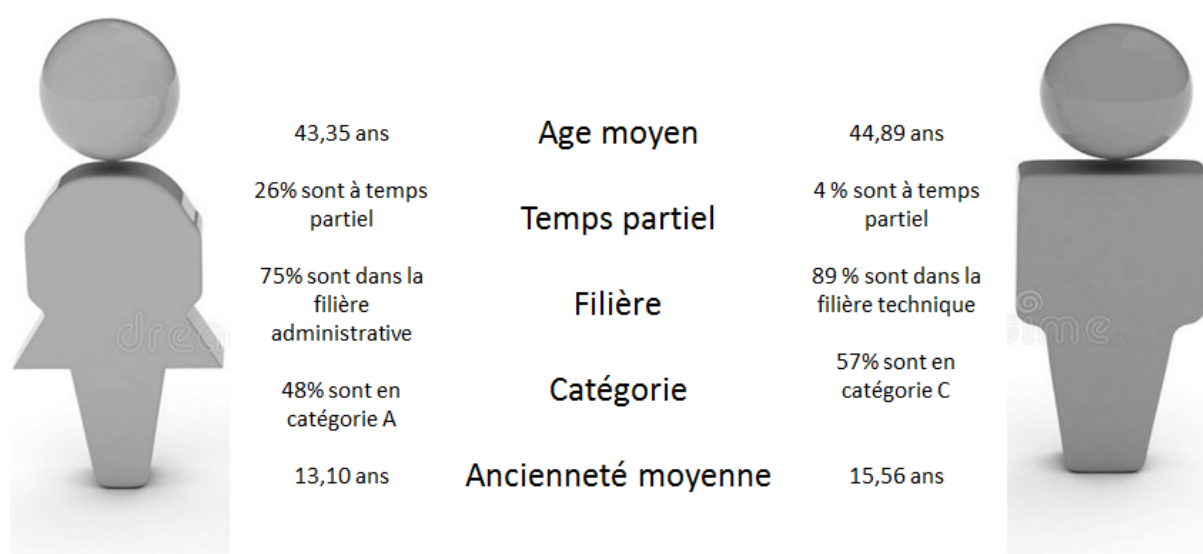 43,35 ans
Age moyen
44,89 ans
26% sont à temps
partiel
Temps partiel
4 % sont à temps
partiel
75% sont dans la
filière
administrative
Filière
89 % sont dans la
filière technique
48% sont en
catégorie A
Catégorie
57% sont en
catégorie C
13,10 ans
Ancienneté moyenne
15,56 ans